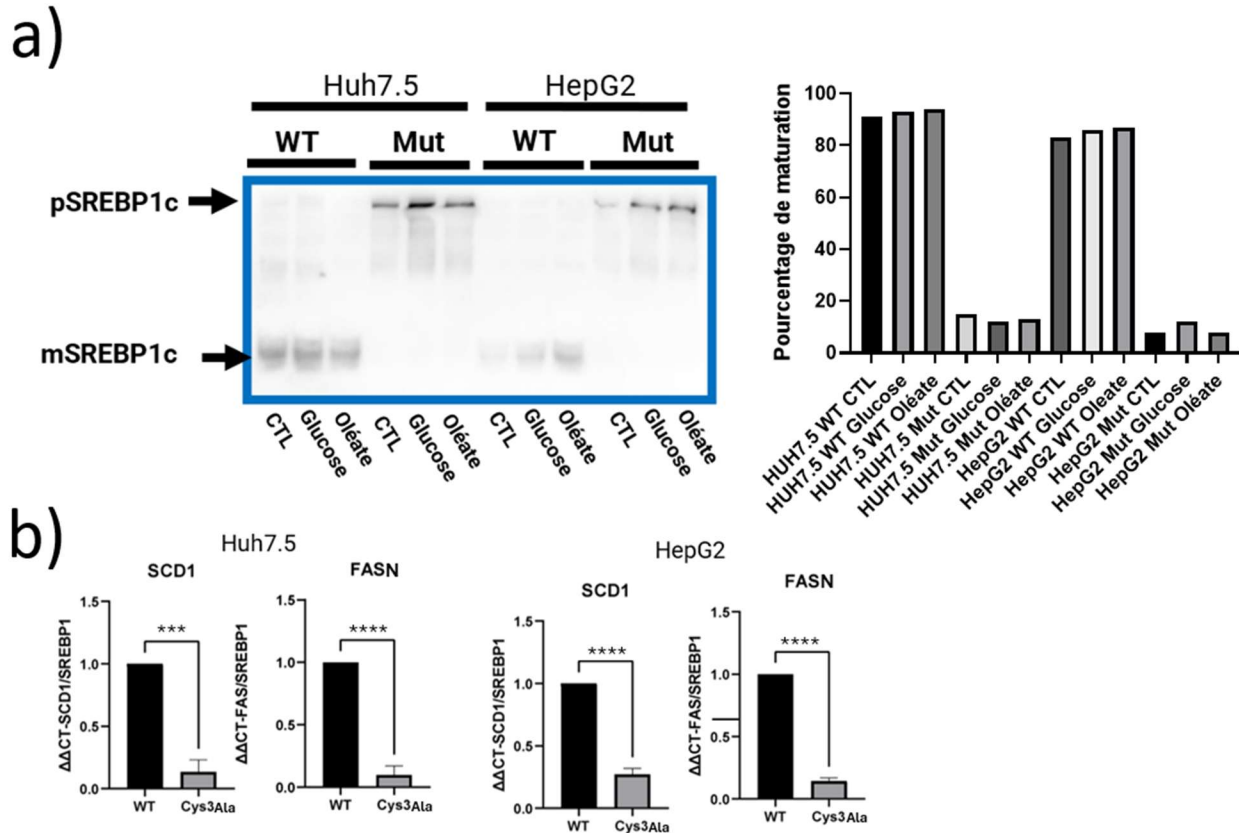 a)
Huh7.5 HepG2
WT Mut WT Mut
pSREBP1c
mSREBP1c
CTL Glucose Oléate CTL Glucose Oléate CTL Glucose Oléate CTL Glucose Oléate
Pourcentage de maturation
100
80
60
40
20
0
HUH7.5 WT CTL
HUH7.5 WT Glucose
HUH7.5 WT Oléate
HUH7.5 Mut CTL
HUH7.5 Mut Glucose
HUH7.5 Mut Oléate
HepG2 WT CTL
HepG2 WT Glucose
HepG2 WT Oleate
HepG2 Mut CTL
HepG2 Mut Glucose
HepG2 Mut Oléate
b)
Huh7.5
SCD1
ΔΔCT-SCD1/SREBP1
1.5
1.0
0.5
0.0
***
WT Cys3Ala
FASN
ΔΔCT-FAS/SREBP1
1.5
1.0
0.5
0.0
****
WT Cys3Ala
HepG2
SCD1
ΔΔCT-SCD1/SREBP1
1.5
1.0
0.5
0.0
****
WT Cys3Ala
FASN
ΔΔCT-FAS/SREBP1
1.5
1.0
0.5
0.0
****
WT Cys3Ala